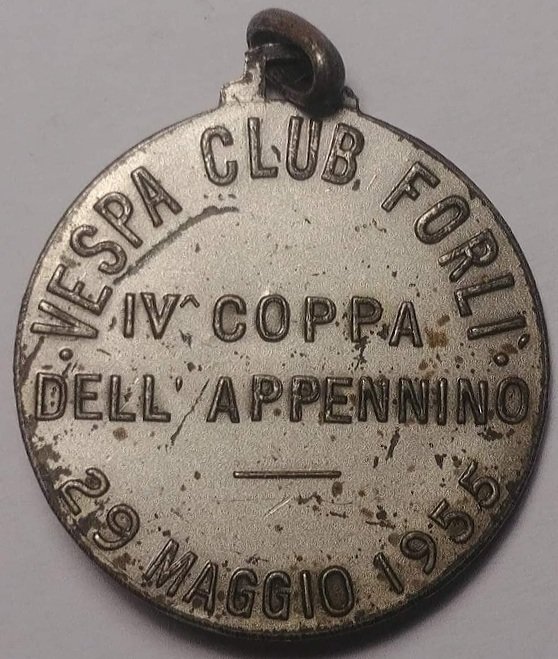 ·VESPA CLUB FORLI'·
IV^ COPPA
DELL' APPENNINO
29 MAGGIO 1955